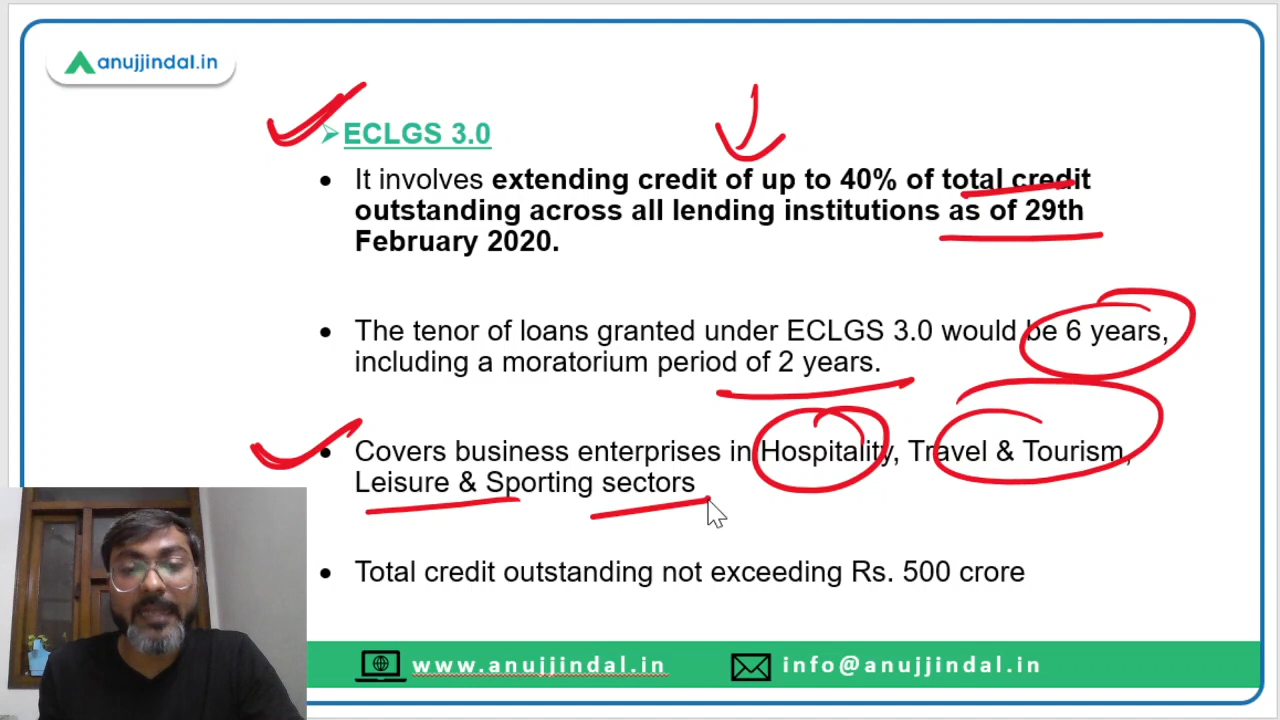 anujjindal.in
ECLGS 3.0
It involves extending credit of up to 40% of total credit
outstanding across all lending institutions as of 29th
February 2020.
The tenor of loans granted under ECLGS 3.0 would be 6 years,
including a moratorium period of 2 years.
Covers business enterprises in Hospitality, Travel & Tourism,
Leisure & Sporting sectors
Total credit outstanding not exceeding Rs. 500 crore
www.anujjindal.in info@anujjindal.in